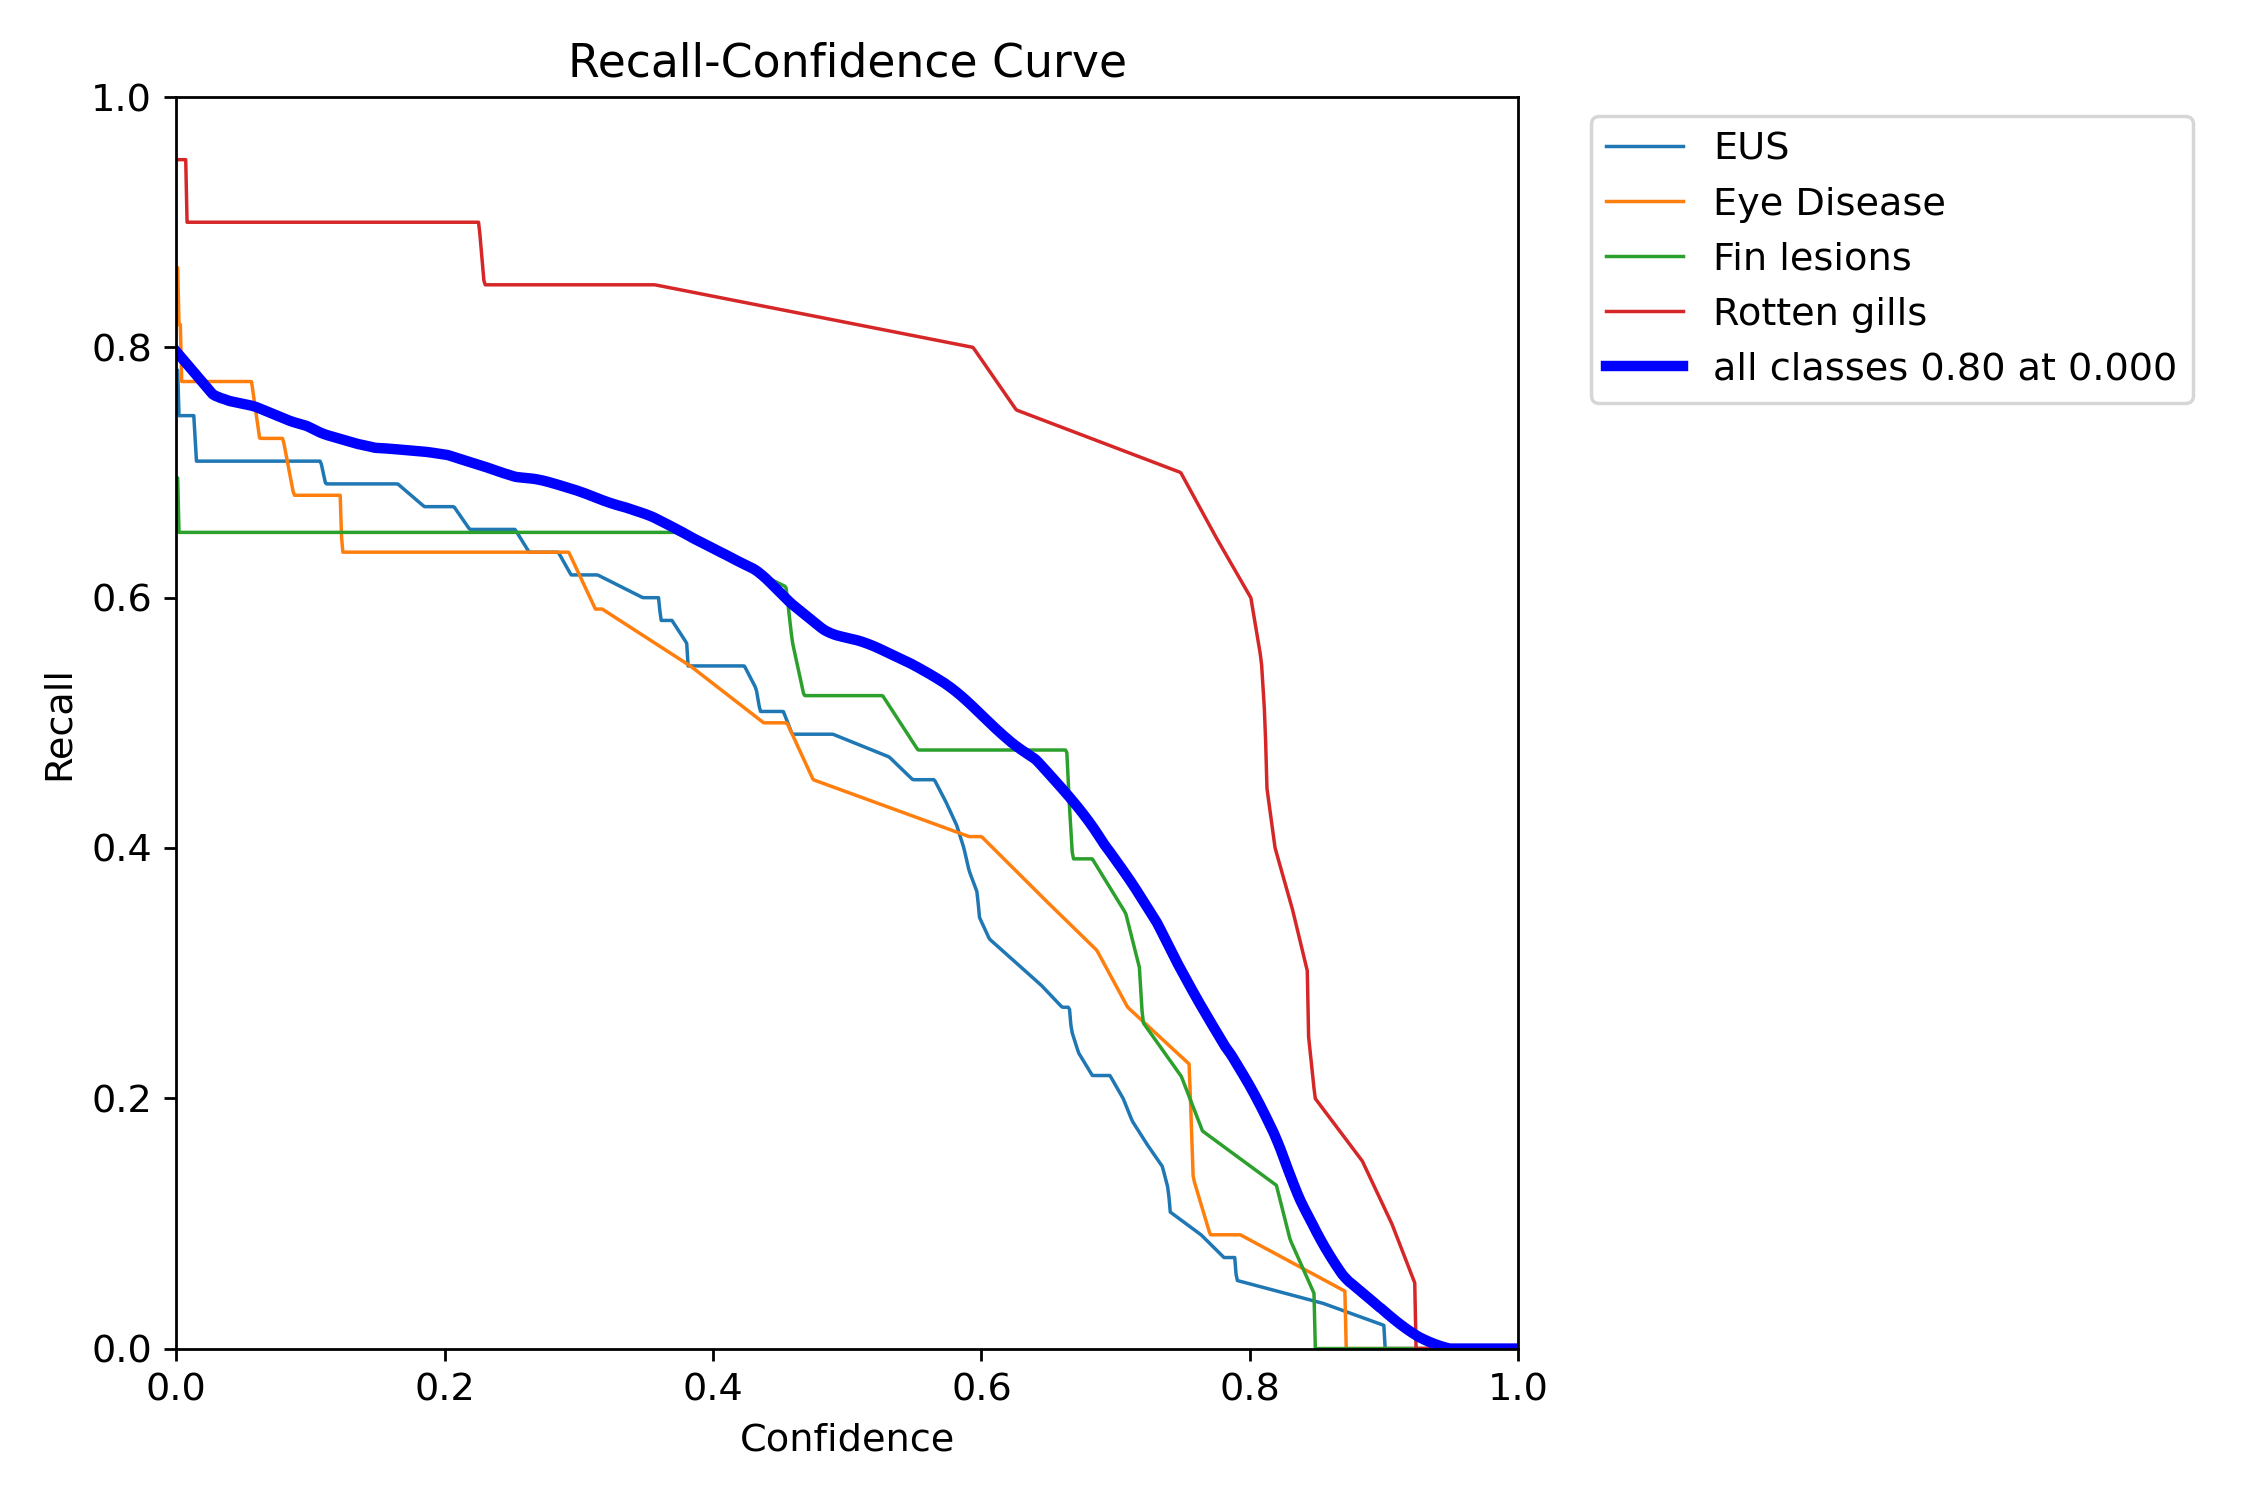 Recall-Confidence Curve
1.0
0.8
0.6
0.4
0.2
0.0
Recall
0.0 0.2 0.4 0.6 0.8 1.0
Confidence
EUS
Eye Disease
Fin lesions
Rotten gills
all classes 0.80 at 0.000